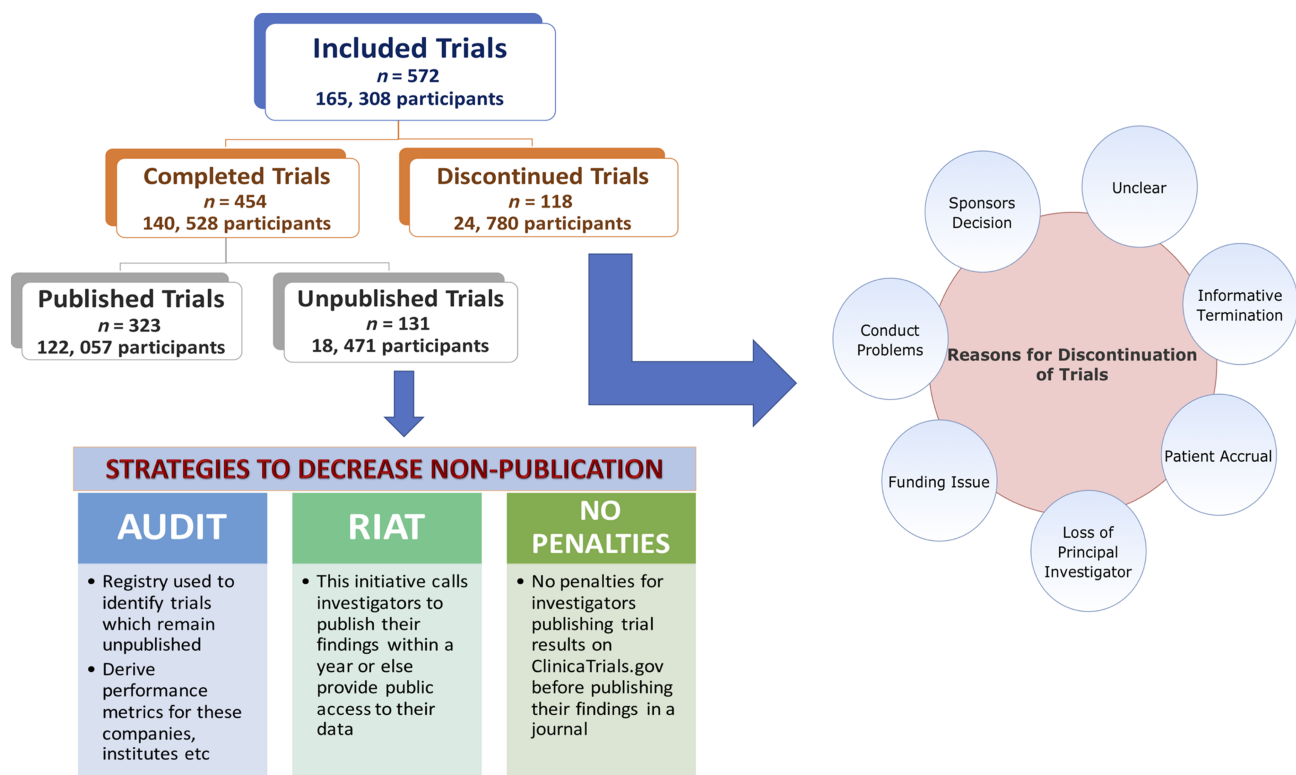 Included Trials
n = 572
165, 308 participants
Completed Trials
n = 454
140, 528 participants
Discontinued Trials
n = 118
24, 780 participants
Published Trials
n = 323
122, 057 participants
Unpublished Trials
n = 131
18, 471 participants
STRATEGIES TO DECREASE NON-PUBLICATION
AUDIT
• Registry used to
identify trials
which remain
unpublished
• Derive
performance
metrics for these
companies,
institutes etc
RIAT
• This initiative calls
investigators to
publish their
findings within a
year or else
provide public
access to their
data
NO
PENALTIES
• No penalties for
investigators
publishing trial
results on
ClinicaTrials.gov
before publishing
their findings in a
journal
Reasons for Discontinuation
of Trials
Unclear
Informative
Termination
Patient Accrual
Loss of
Principal
Investigator
Funding Issue
Conduct
Problems
Sponsors
Decision